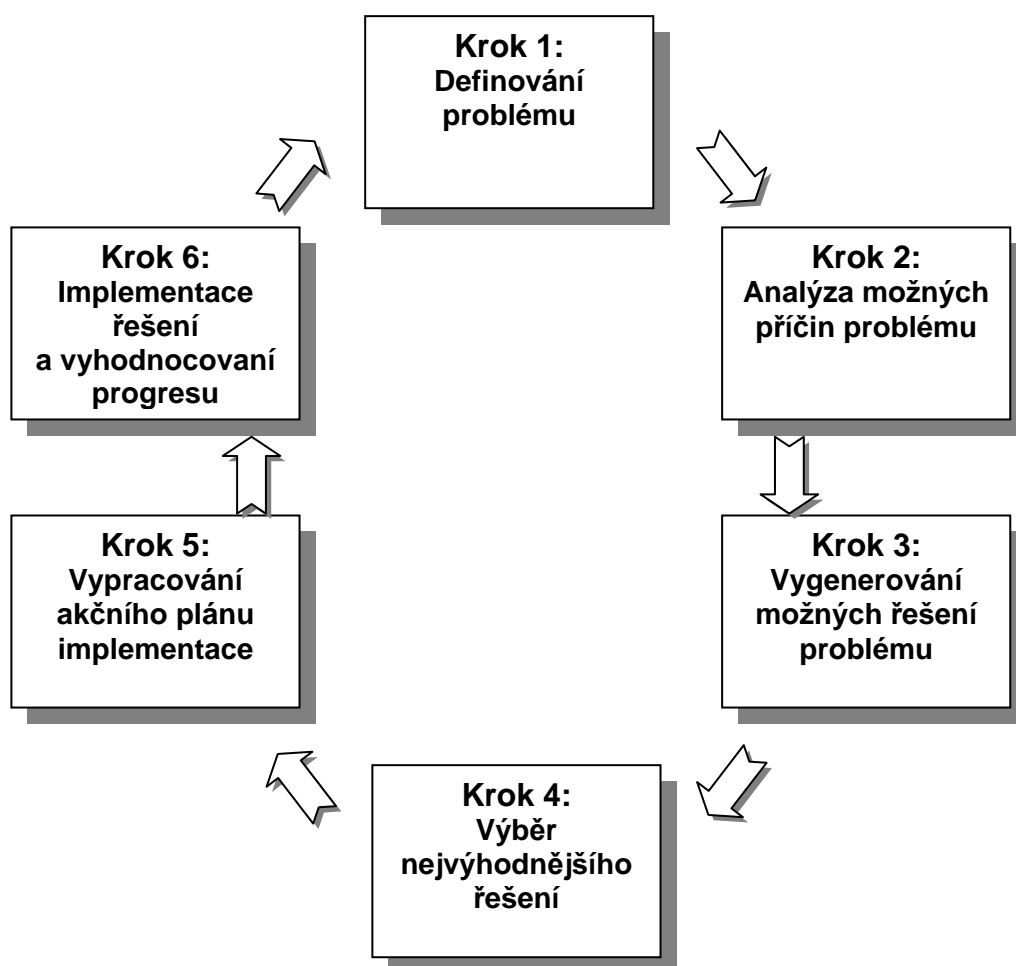 Krok 1:
Definování
problému
Krok 2:
Analýza možných
příčin problému
Krok 3:
Vygenerování
možných řešení
problému
Krok 4:
Výběr
nejvýhodnějšího
řešení
Krok 5:
Vypracování
akčního plánu
implementace
Krok 6:
Implementace
řešení
a vyhodnocovaní
progresu